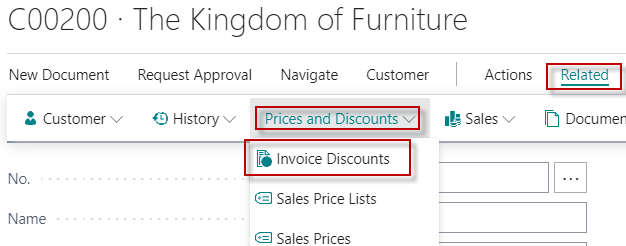 C00200 · The Kingdom of Furniture
New Document Request Approval Navigate Customer Actions Related
Customer History Prices and Discounts Sales Documen
Invoice Discounts
No. ...
Sales Price Lists
Name
Sales Prices